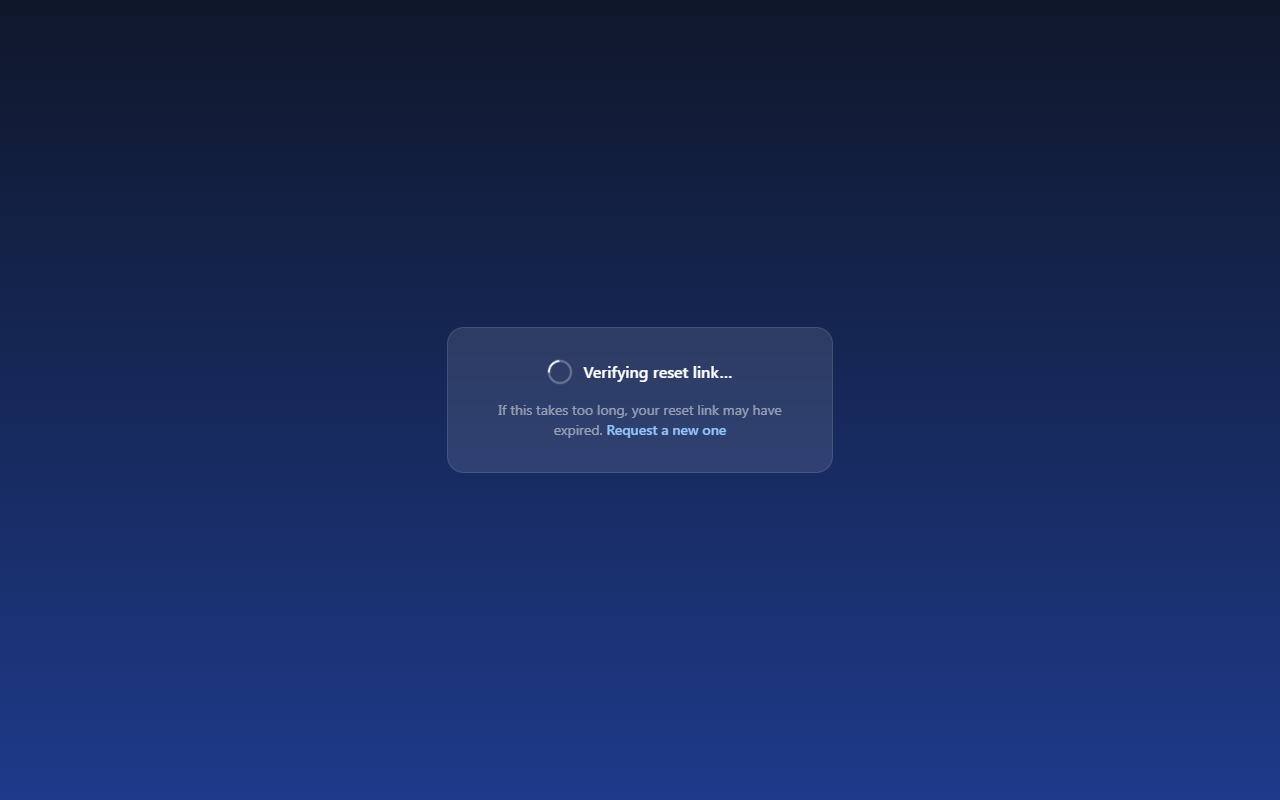 Verifying reset link...
If this takes too long, your reset link may have
expired. Request a new one